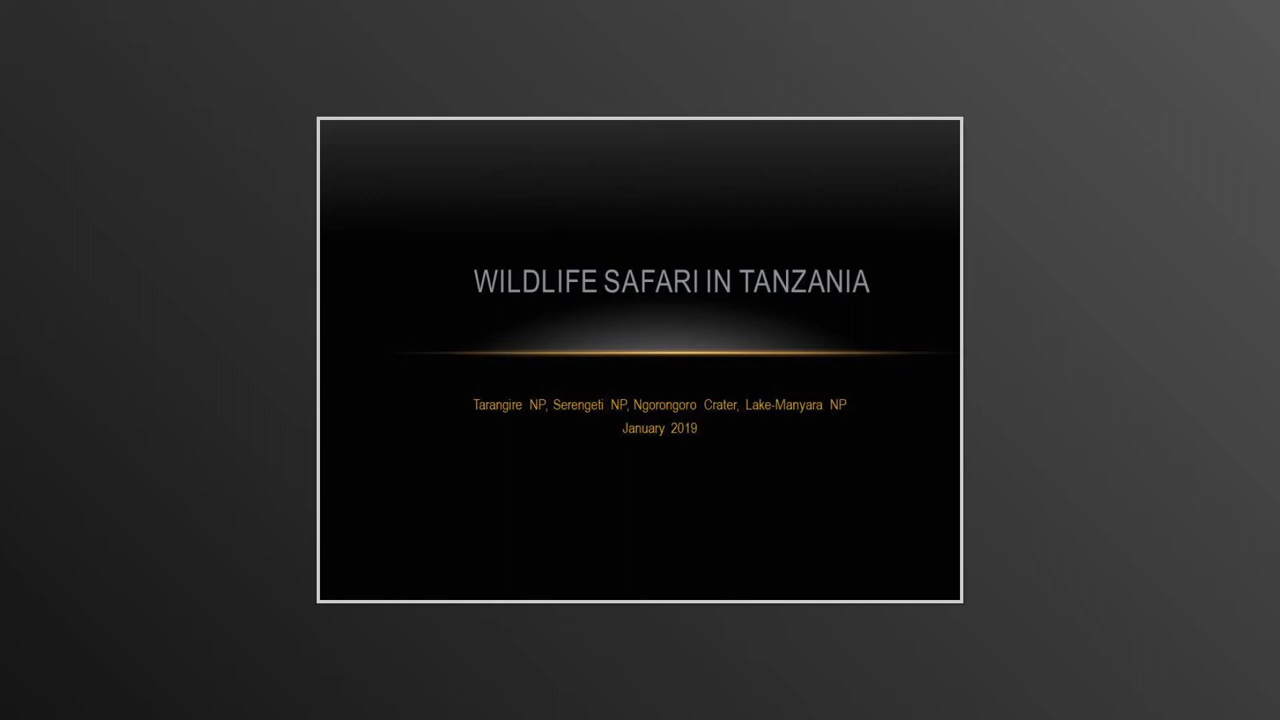 WILDLIFE SAFARI IN TANZANIA
Tarangire NP, Serengeti NP, Ngorongoro Crater, Lake-Manyara NP
January 2019